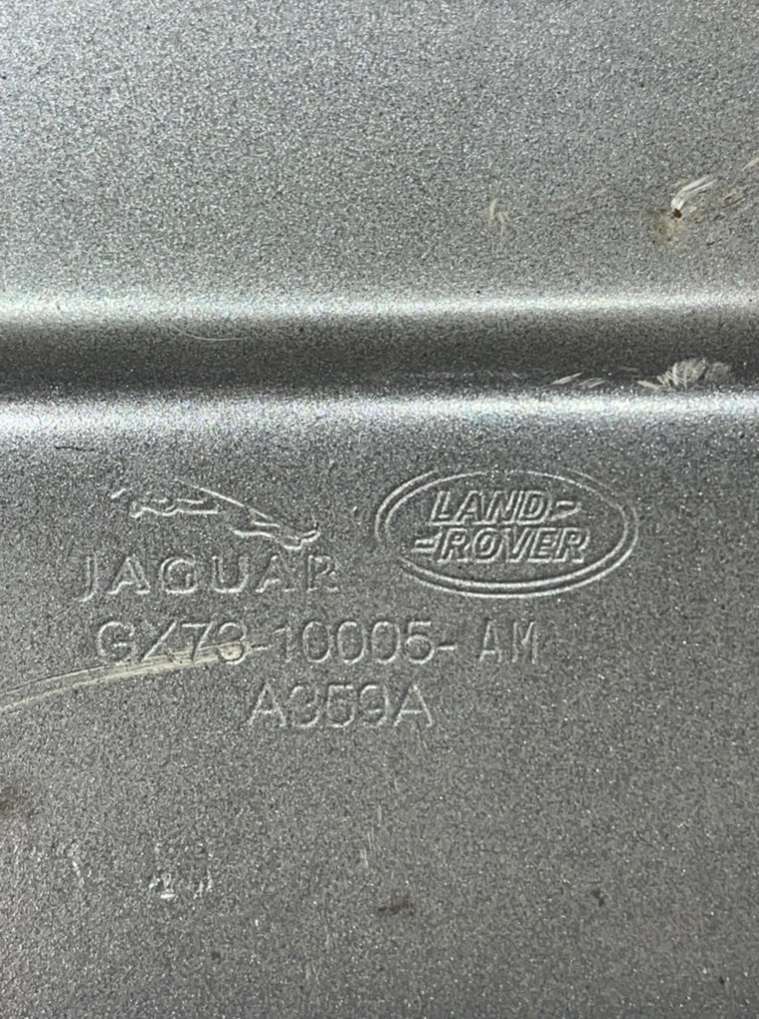 JAGUAR
LAND-
-ROVER
GX73-10005-AM
A359A